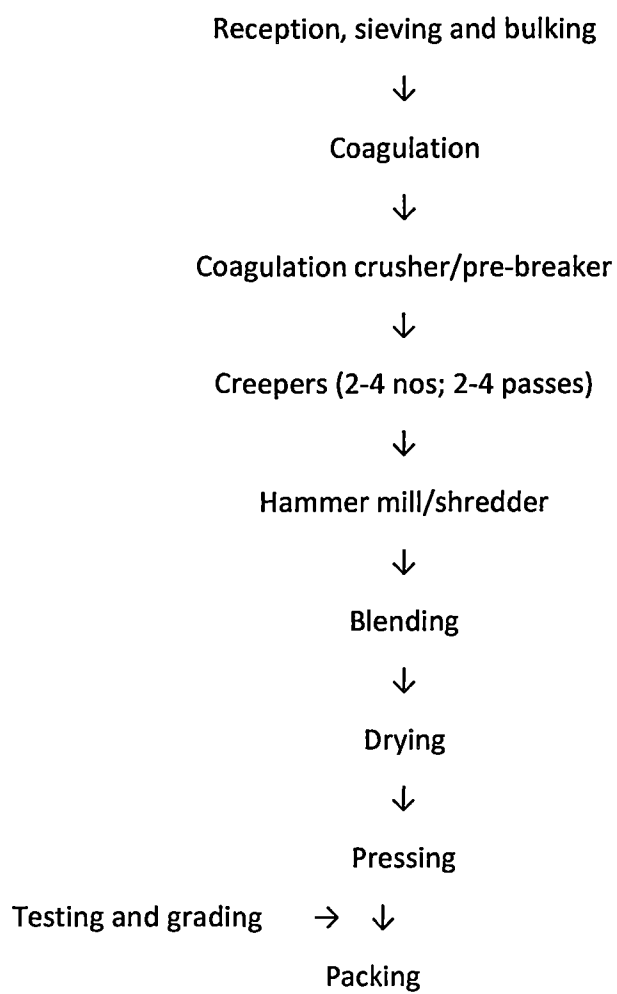 Reception, sieving and bulking
↓
Coagulation
↓
Coagulation crusher/pre-breaker
↓
Creepers (2-4 nos; 2-4 passes)
↓
Hammer mill/shredder
↓
Blending
↓
Drying
↓
Pressing
Testing and grading → ↓
Packing